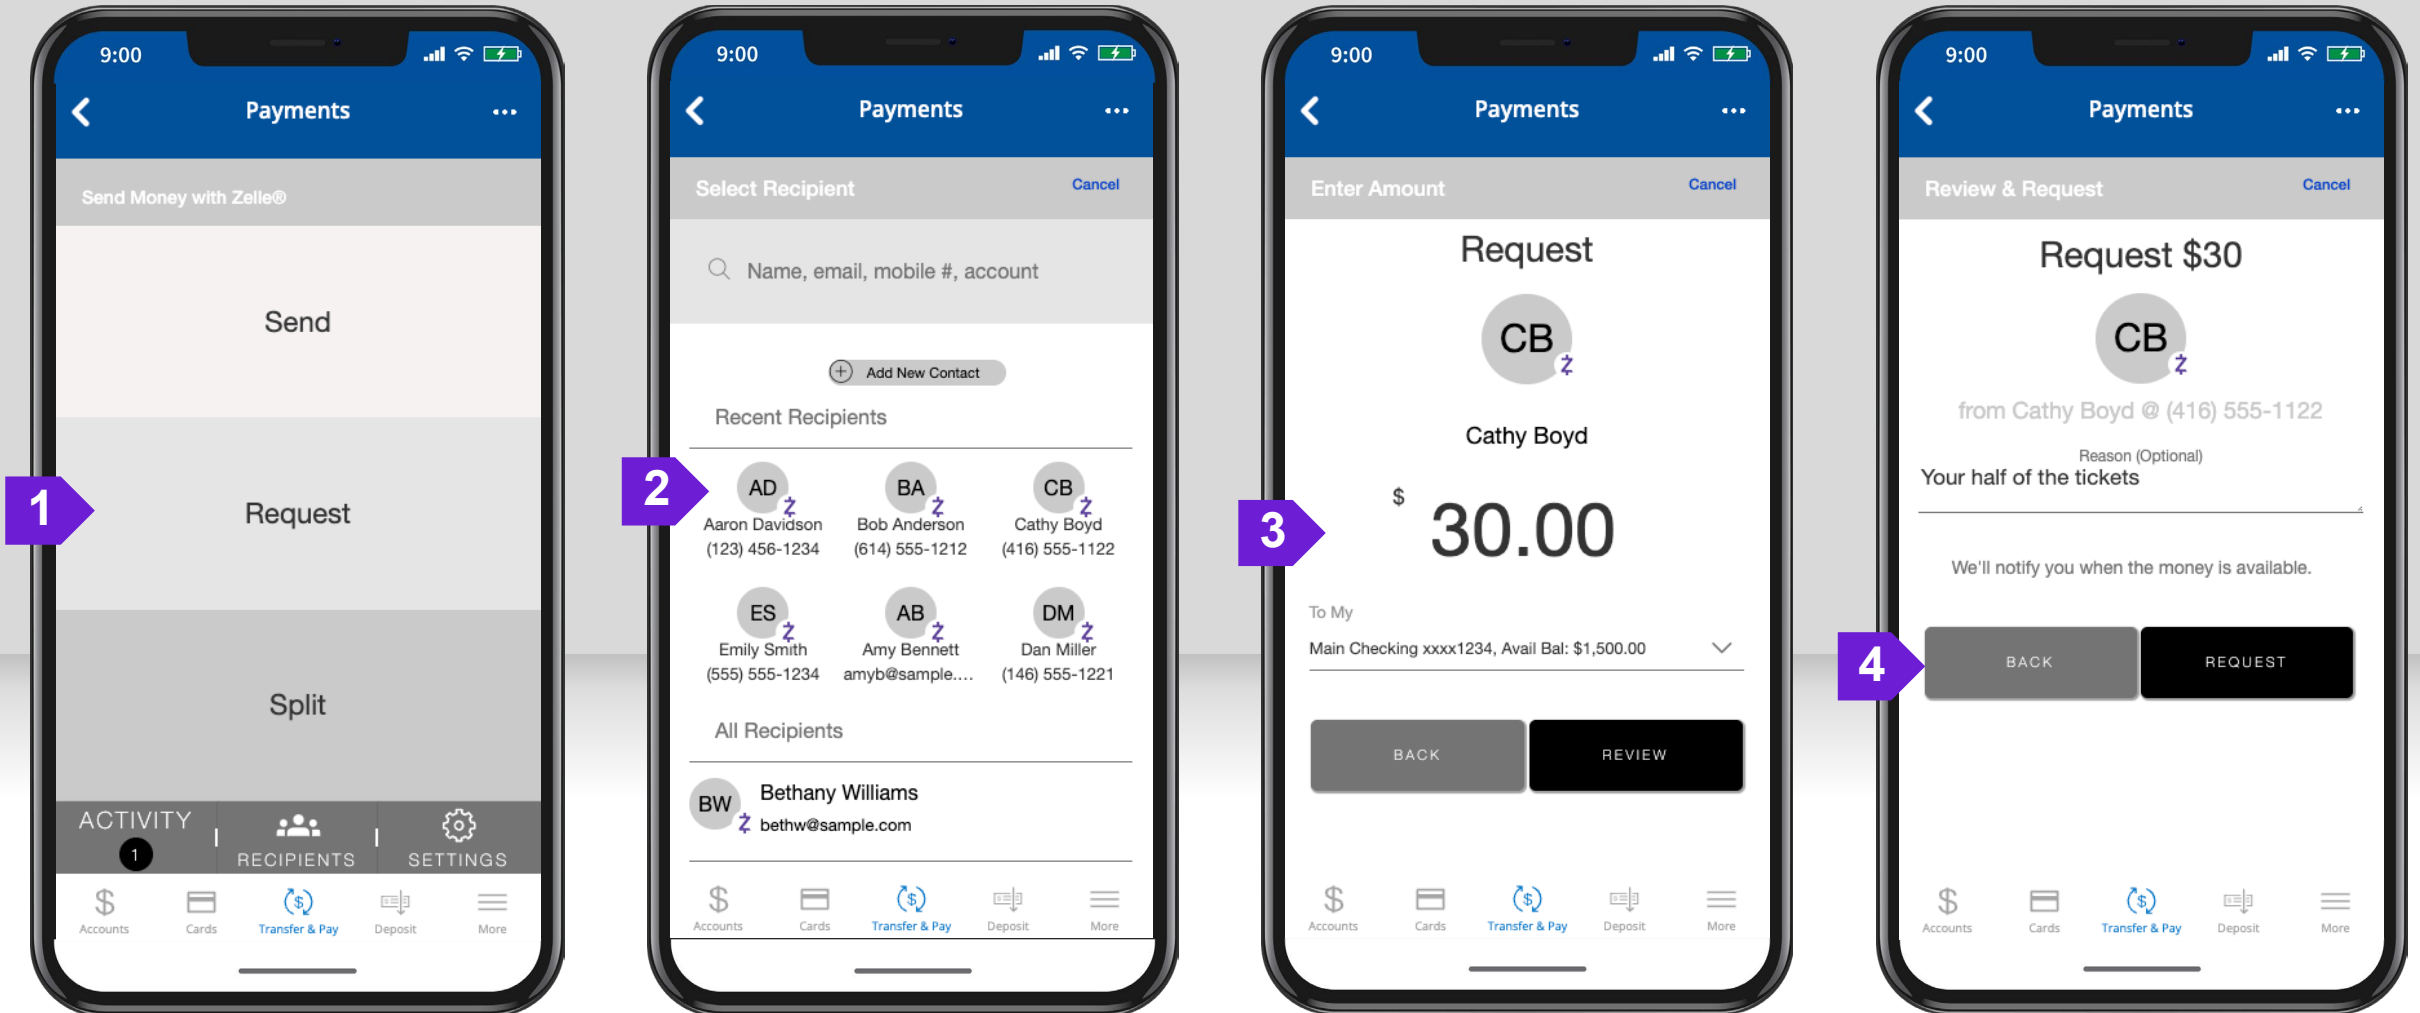 9:00
Payments
...
Send Money with Zelle®
Send
1
Request
Split
ACTIVITY
1
RECIPIENTS
SETTINGS
Accounts
Cards
Transfer & Pay
Deposit
More
9:00
Payments
...
Select Recipient
Cancel
Name, email, mobile #, account
Add New Contact
Recent Recipients
2
AD
BA
CB
Aaron Davidson
Bob Anderson
Cathy Boyd
(123) 456-1234
(614) 555-1212
(416) 555-1122
ES
AB
DM
Emily Smith
Amy Bennett
Dan Miller
(555) 555-1234
amyb@sample....
(146) 555-1221
All Recipients
BW
Bethany Williams
bethw@sample.com
Accounts
Cards
Transfer & Pay
Deposit
More
9:00
Payments
...
Enter Amount
Cancel
Request
CB
Cathy Boyd
3
$ 30.00
To My
Main Checking xxxx1234, Avail Bal: $1,500.00
BACK
REVIEW
Accounts
Cards
Transfer & Pay
Deposit
More
9:00
Payments
...
Review & Request
Cancel
Request $30
CB
from Cathy Boyd @ (416) 555-1122
Reason (Optional)
Your half of the tickets
We'll notify you when the money is available.
4
BACK
REQUEST
Accounts
Cards
Transfer & Pay
Deposit
More